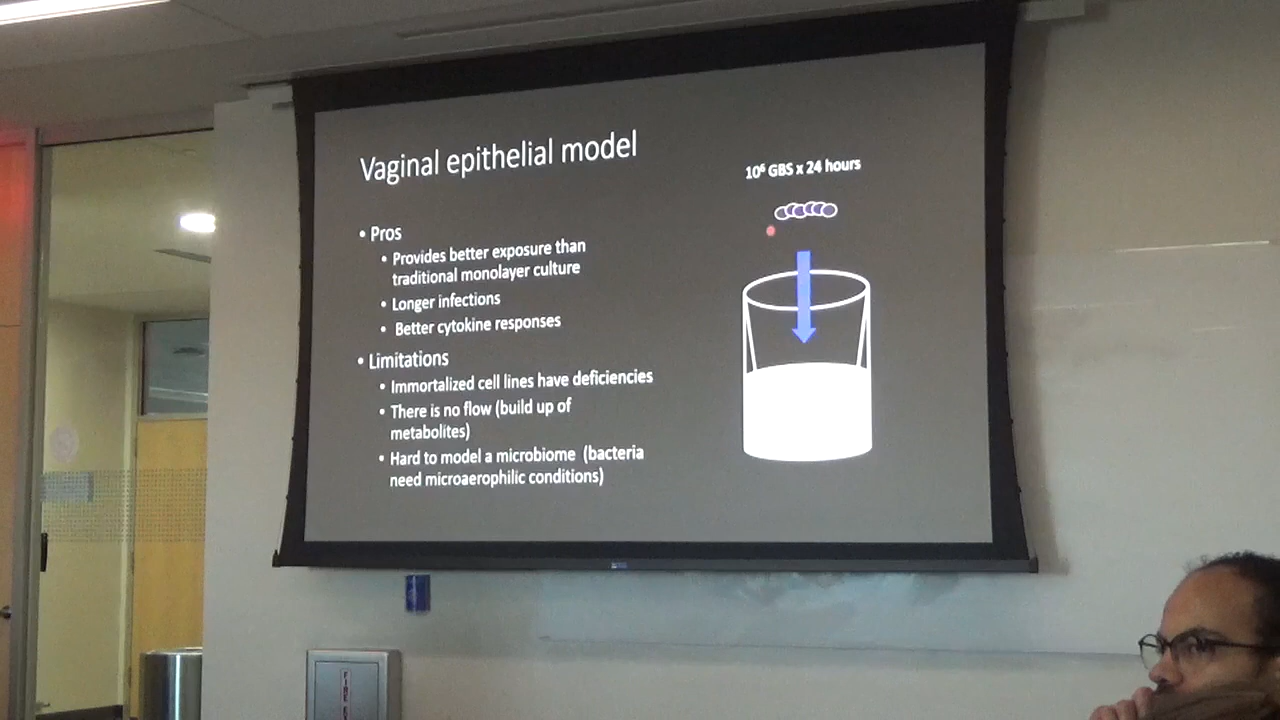 Vaginal epithelial model
• Pros
• Provides better exposure than
traditional monolayer culture
• Longer infections
• Better cytokine responses
• Limitations
• Immortalized cell lines have deficiencies
• There is no flow (build up of
metabolites)
• Hard to model a microbiome (bacteria
need microaerophilic conditions)
10⁶ GBS x 24 hours
FIRE